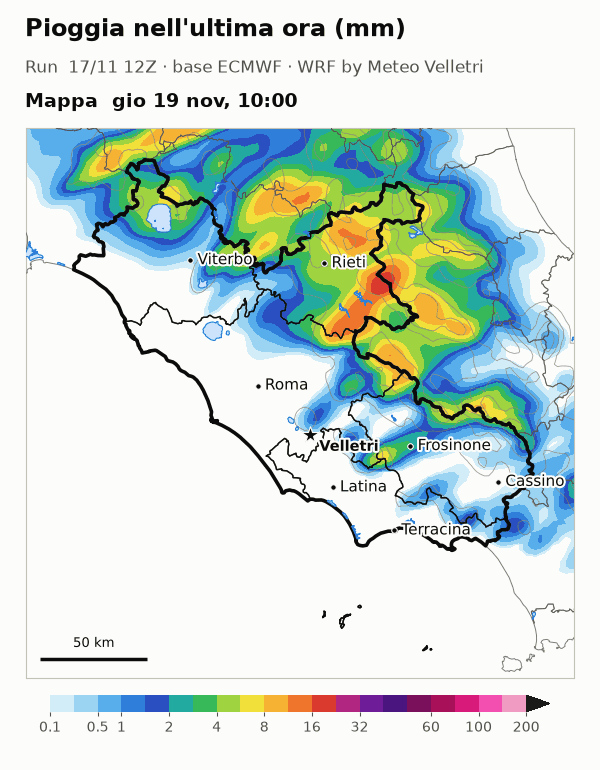 Pioggia nell'ultima ora (mm)
Run  17/11 12Z · base ECMWF · WRF by Meteo Velletri
Mappa  gio 19 nov, 10:00
Viterbo
Rieti
Roma
Velletri
Frosinone
Latina
Cassino
Terracina
50 km
0.1 0.5 1 2 4 8 16 32 60 100 200